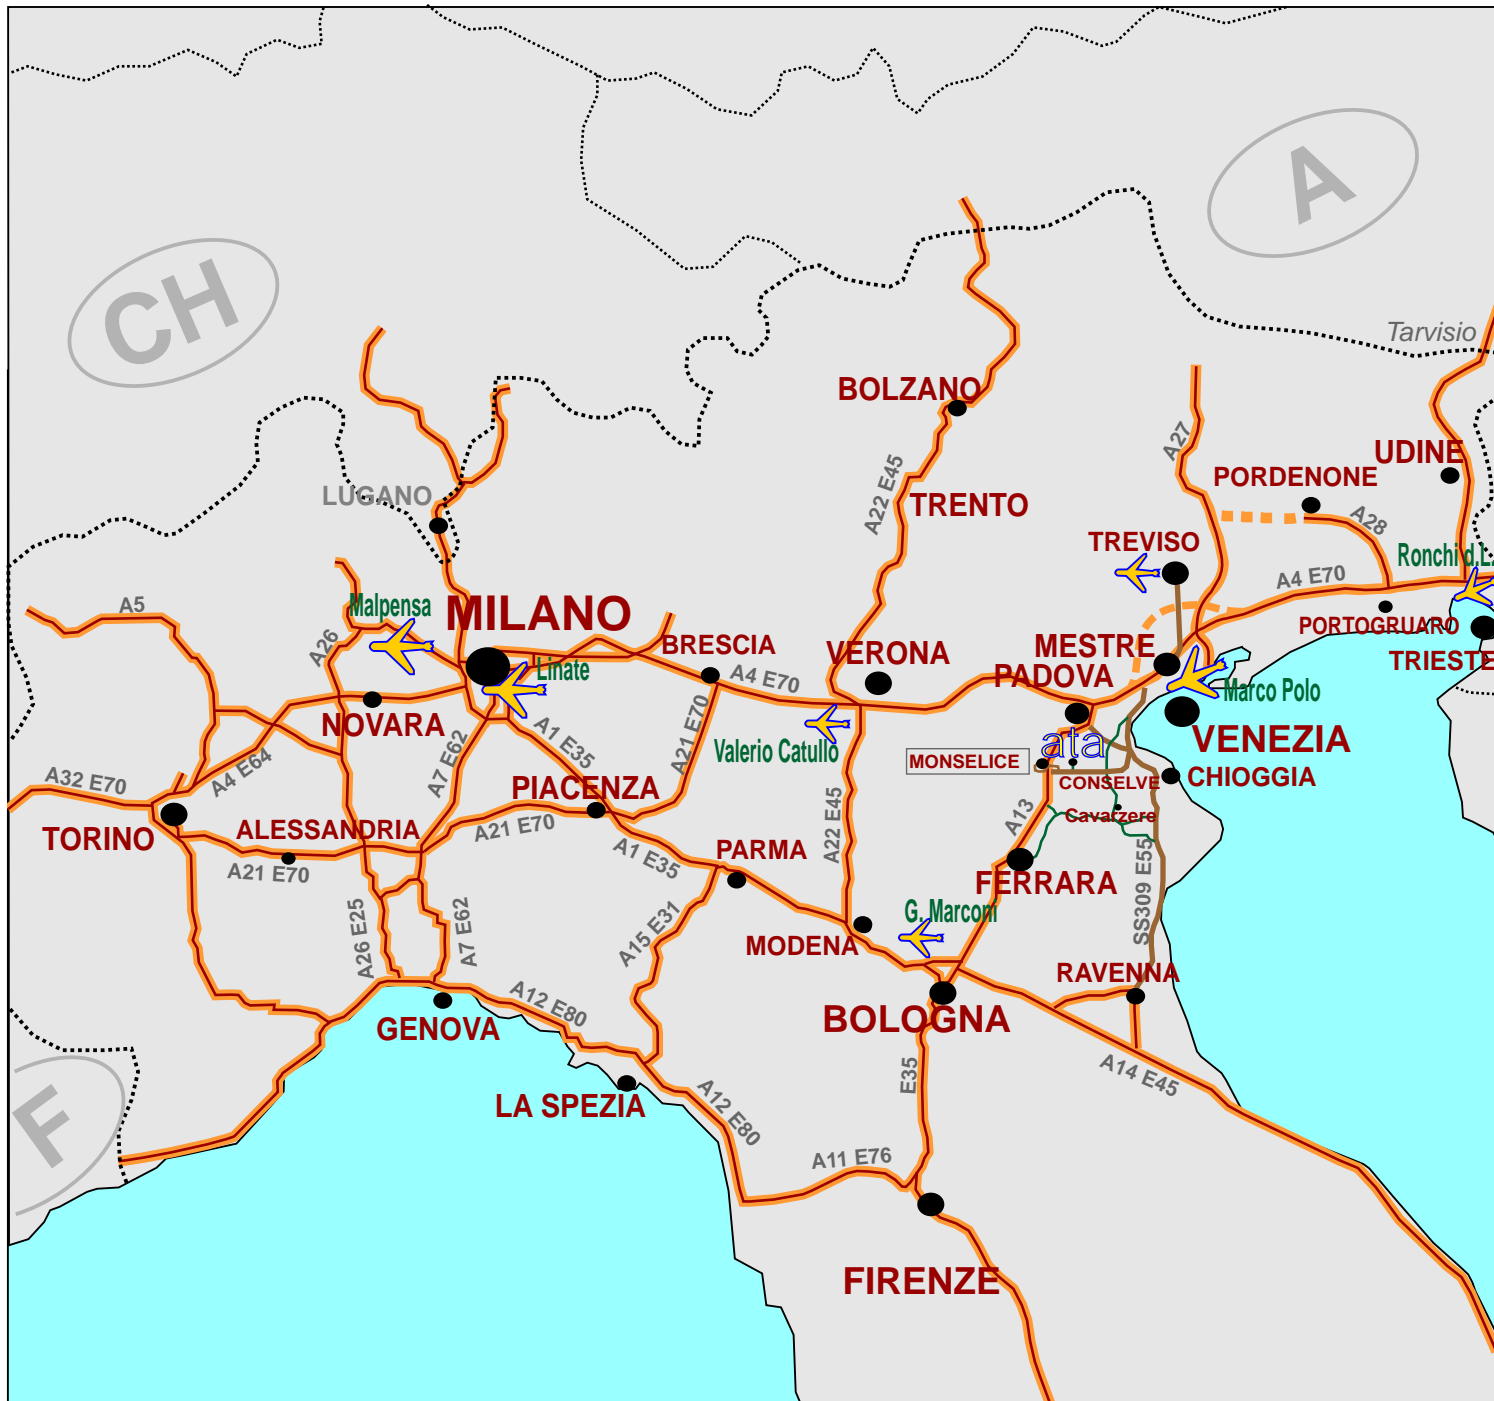 A
CH
Tarvisio
BOLZANO
A27
UDINE
PORDENONE
A22 E45
LUGANO
TRENTO
A28
TREVISO
Ronchi d.L.
A4 E70
A5
Malpensa
MILANO
A26
PORTOGRUARO
BRESCIA
VERONA
MESTRE
TRIESTE
Linate
A4 E70
PADOVA
Marco Polo
NOVARA
A1 E35
A21 E70
Valerio Catullo
ata
VENEZIA
A4 E64
A7 E62
MONSELICE
A32 E70
PIACENZA
CONSELVE
CHIOGGIA
TORINO
ALESSANDRIA
A21 E70
A22 E45
A13
Cavarzere
A21 E70
A1 E35
PARMA
FERRARA
SS309 E55
A26 E25
A7 E62
A15 E31
G. Marconi
MODENA
RAVENNA
A12 E80
GENOVA
BOLOGNA
E35
A14 E45
LA SPEZIA
A12 E80
F
A11 E76
FIRENZE